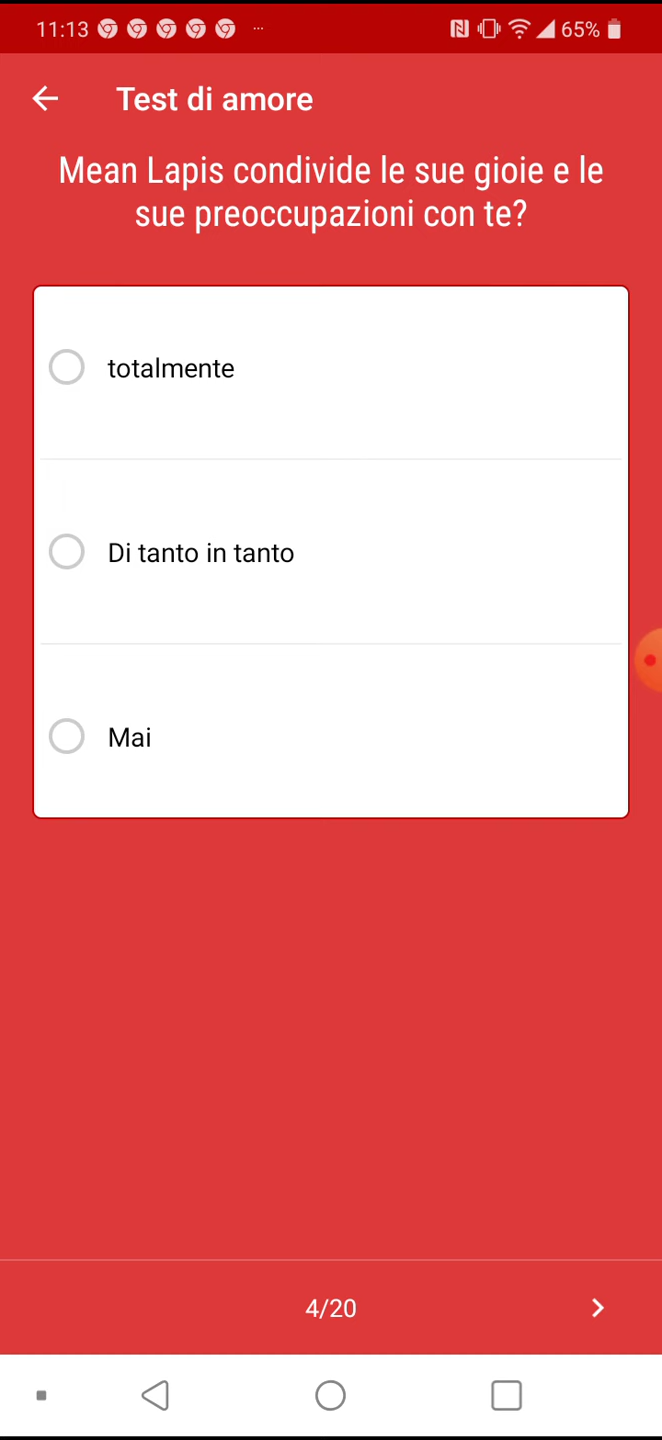 11:13
65%
Test di amore
Mean Lapis condivide le sue gioie e le
sue preoccupazioni con te?
totalmente
Di tanto in tanto
Mai
4/20